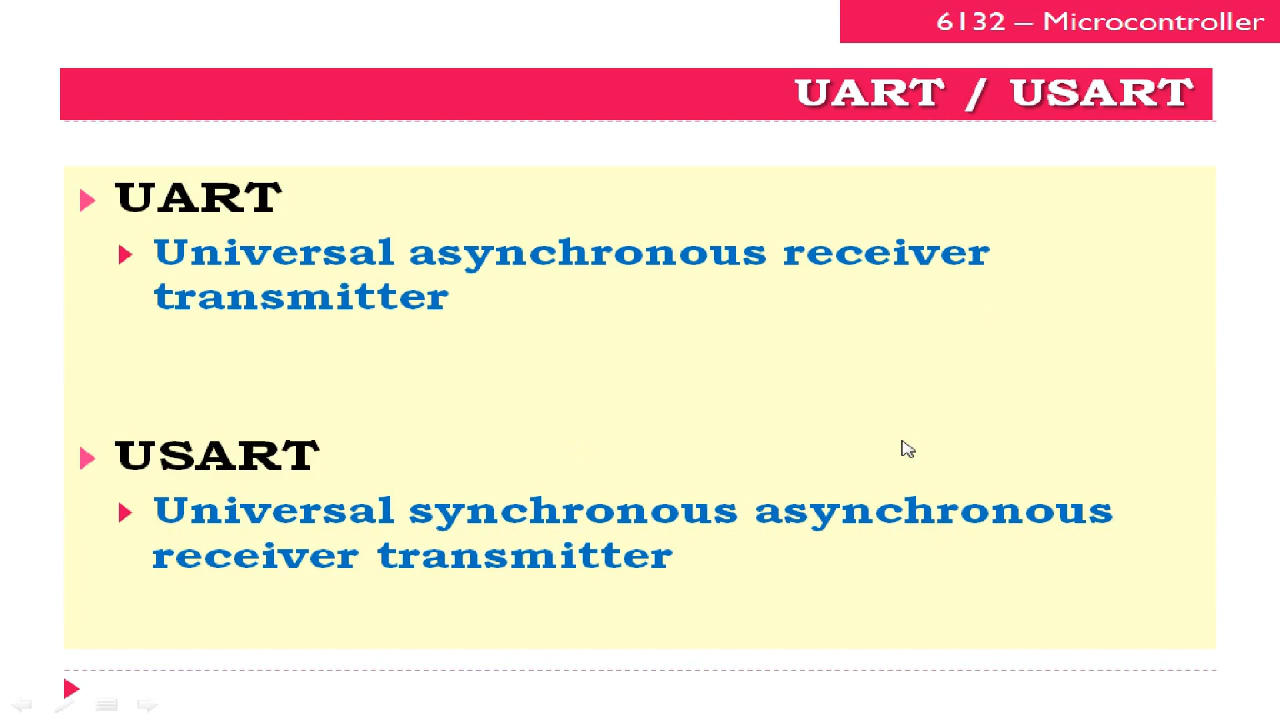 6132 – Microcontroller
UART / USART
UART
Universal asynchronous receiver
transmitter
USART
Universal synchronous asynchronous
receiver transmitter